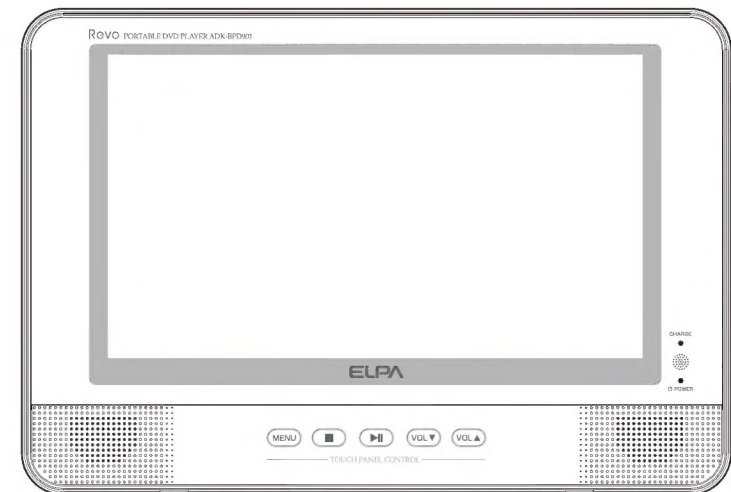 Revo PORTABLE DVD PLAYER ADK-BPD901
ELPA
CHARGE
POWER
MENU VOL▼ VOL▲
TOUCH PANEL CONTROL